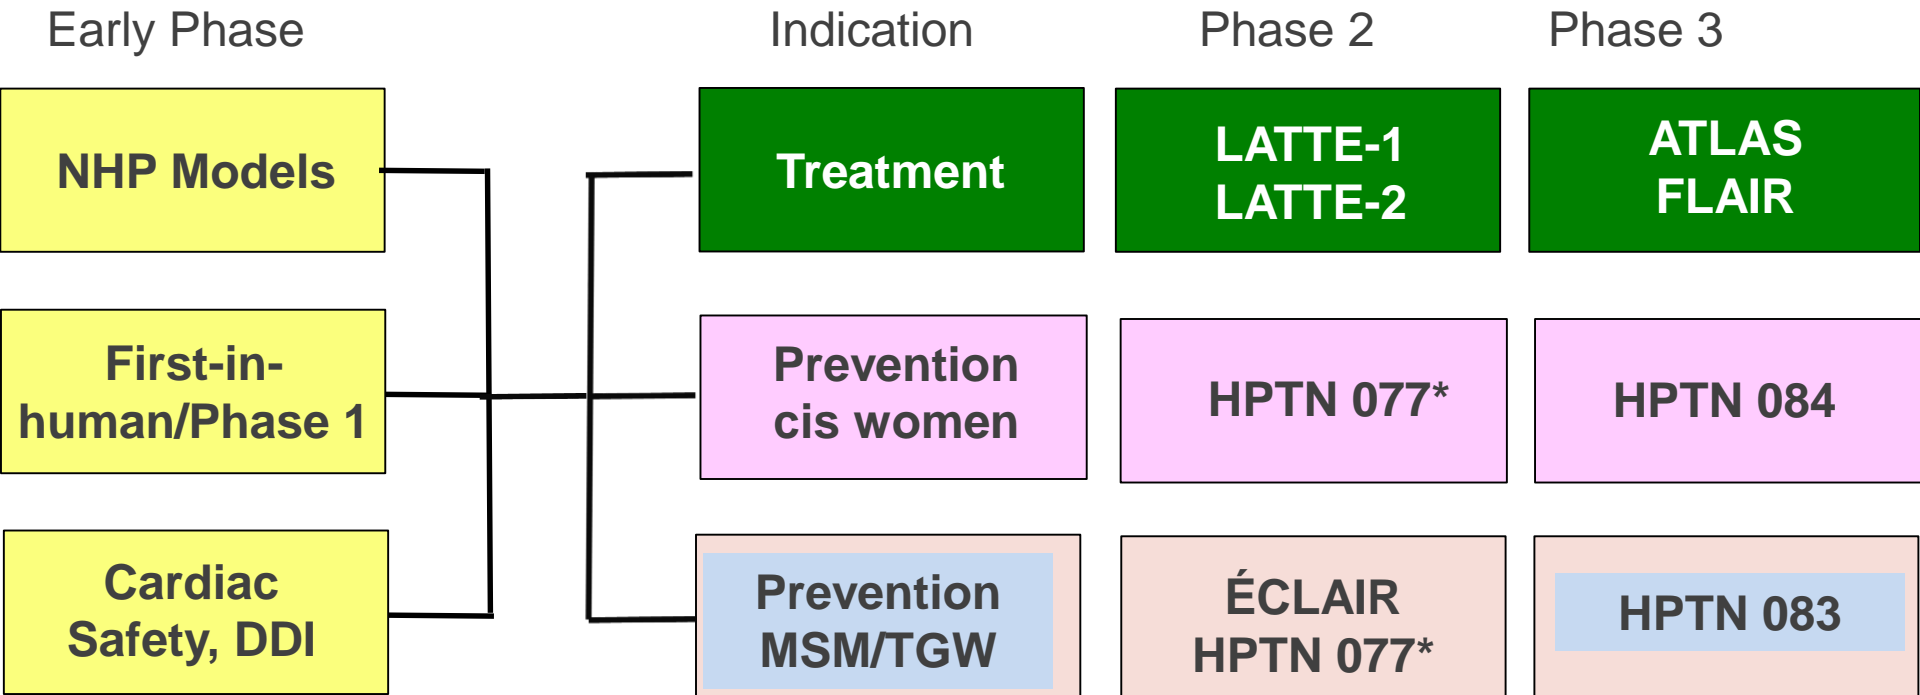 Early Phase
Indication
Phase 2
Phase 3
NHP Models
Treatment
LATTE-1
LATTE-2
ATLAS
FLAIR
First-in-
human/Phase 1
Prevention
cis women
HPTN 077*
HPTN 084
Cardiac
Safety, DDI
Prevention
MSM/TGW
ÉCLAIR
HPTN 077*
HPTN 083